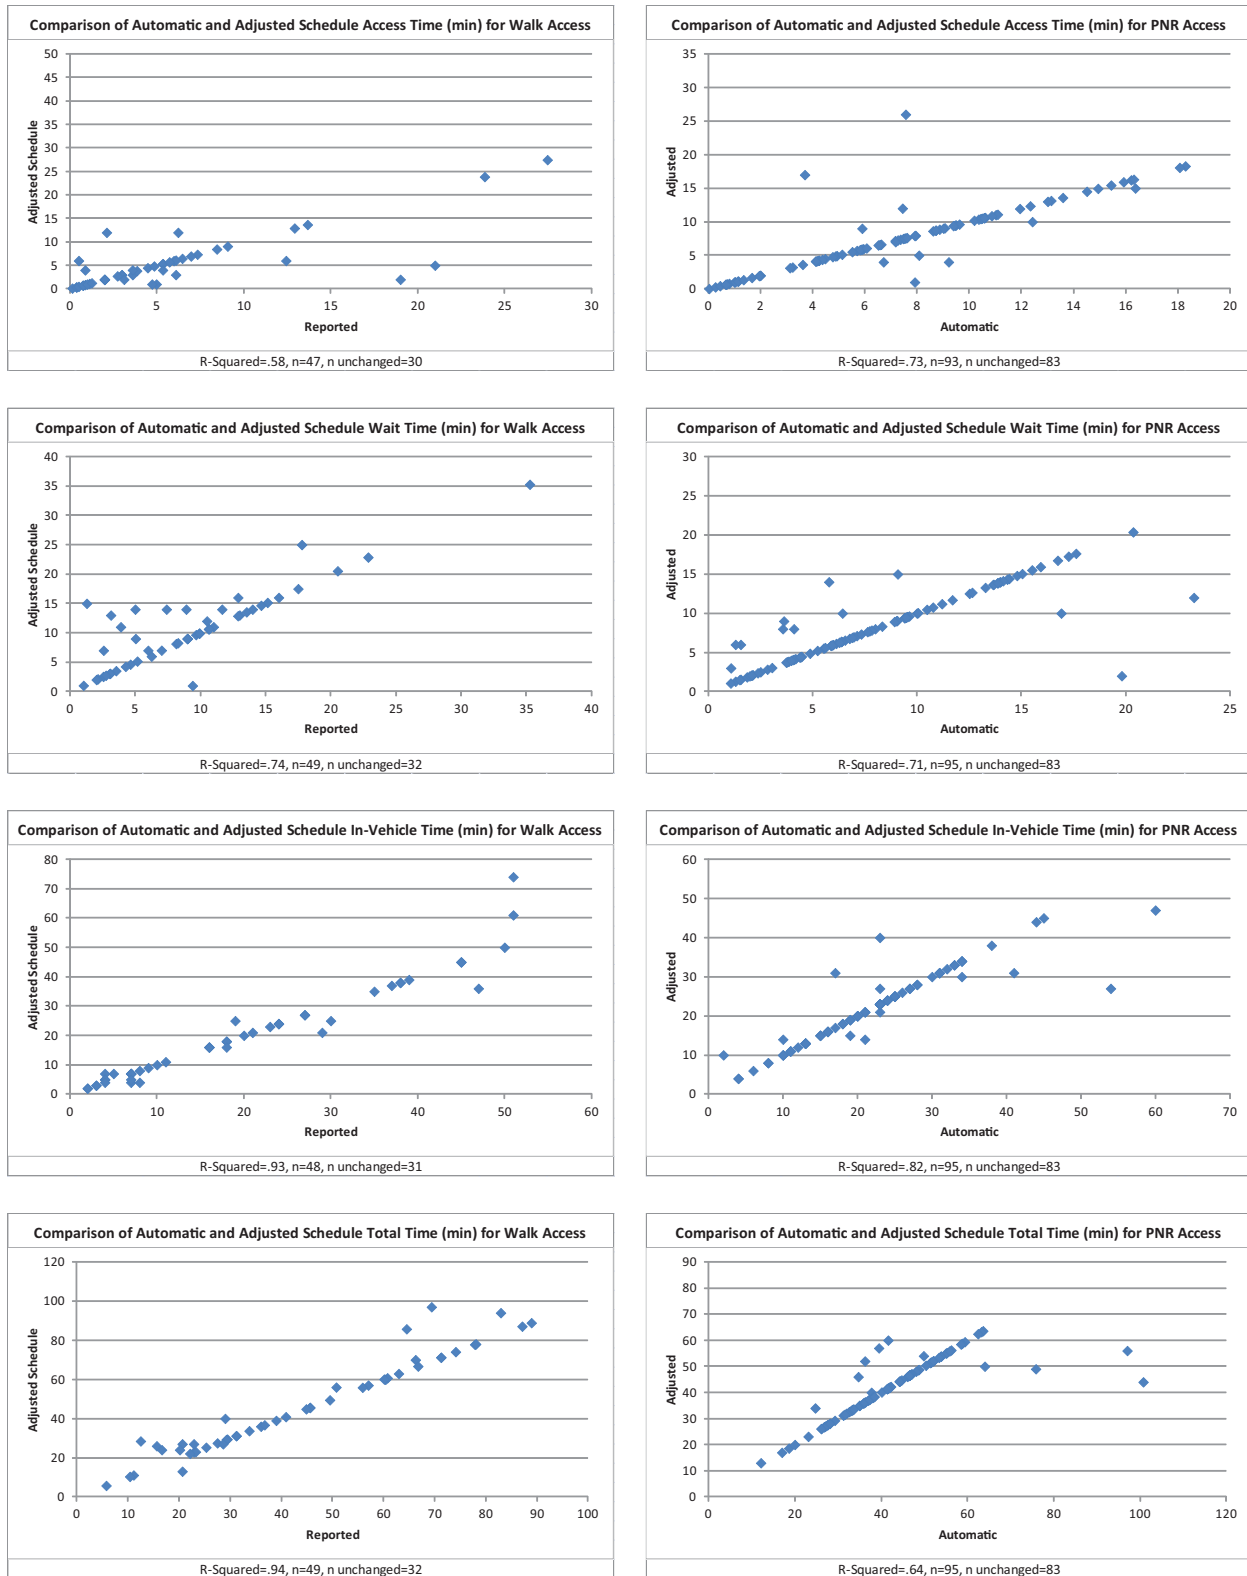 Comparison of Automatic and Adjusted Schedule Access Time (min) for Walk Access
50
45
40
35
30
25
20
15
10
5
0
Adjusted Schedule
0 5 10 15 20 25 30
Reported
R-Squared=.58, n=47, n unchanged=30
Comparison of Automatic and Adjusted Schedule Access Time (min) for PNR Access
35
30
25
20
15
10
5
0
Adjusted
0 2 4 6 8 10 12 14 16 18 20
Automatic
R-Squared=.73, n=93, n unchanged=83
Comparison of Automatic and Adjusted Schedule Wait Time (min) for Walk Access
40
35
30
25
20
15
10
5
0
Adjusted Schedule
0 5 10 15 20 25 30 35 40
Reported
R-Squared=.74, n=49, n unchanged=32
Comparison of Automatic and Adjusted Schedule Wait Time (min) for PNR Access
30
25
20
15
10
5
0
Adjusted
0 5 10 15 20 25
Automatic
R-Squared=.71, n=95, n unchanged=83
Comparison of Automatic and Adjusted Schedule In-Vehicle Time (min) for Walk Access
80
70
60
50
40
30
20
10
0
Adjusted Schedule
0 10 20 30 40 50 60
Reported
R-Squared=.93, n=48, n unchanged=31
Comparison of Automatic and Adjusted Schedule In-Vehicle Time (min) for PNR Access
60
50
40
30
20
10
0
Adjusted
0 10 20 30 40 50 60 70
Automatic
R-Squared=.82, n=95, n unchanged=83
Comparison of Automatic and Adjusted Schedule Total Time (min) for Walk Access
120
100
80
60
40
20
0
Adjusted Schedule
0 10 20 30 40 50 60 70 80 90 100
Reported
R-Squared=.94, n=49, n unchanged=32
Comparison of Automatic and Adjusted Schedule Total Time (min) for PNR Access
90
80
70
60
50
40
30
20
10
0
Adjusted
0 20 40 60 80 100 120
Automatic
R-Squared=.64, n=95, n unchanged=83